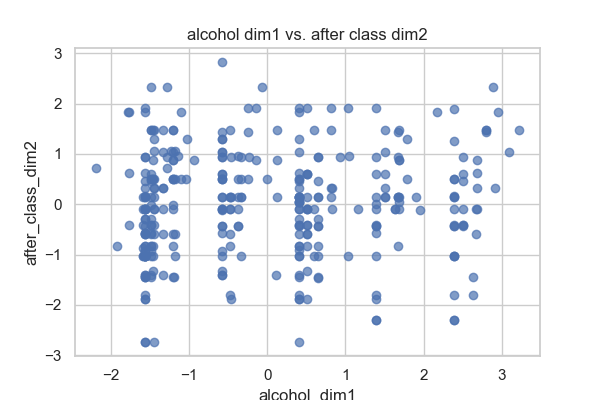 alcohol dim1 vs. after class dim2
3
2
1
0
−1
−2
−3
after_class_dim2
−2 −1 0 1 2 3
alcohol_dim1